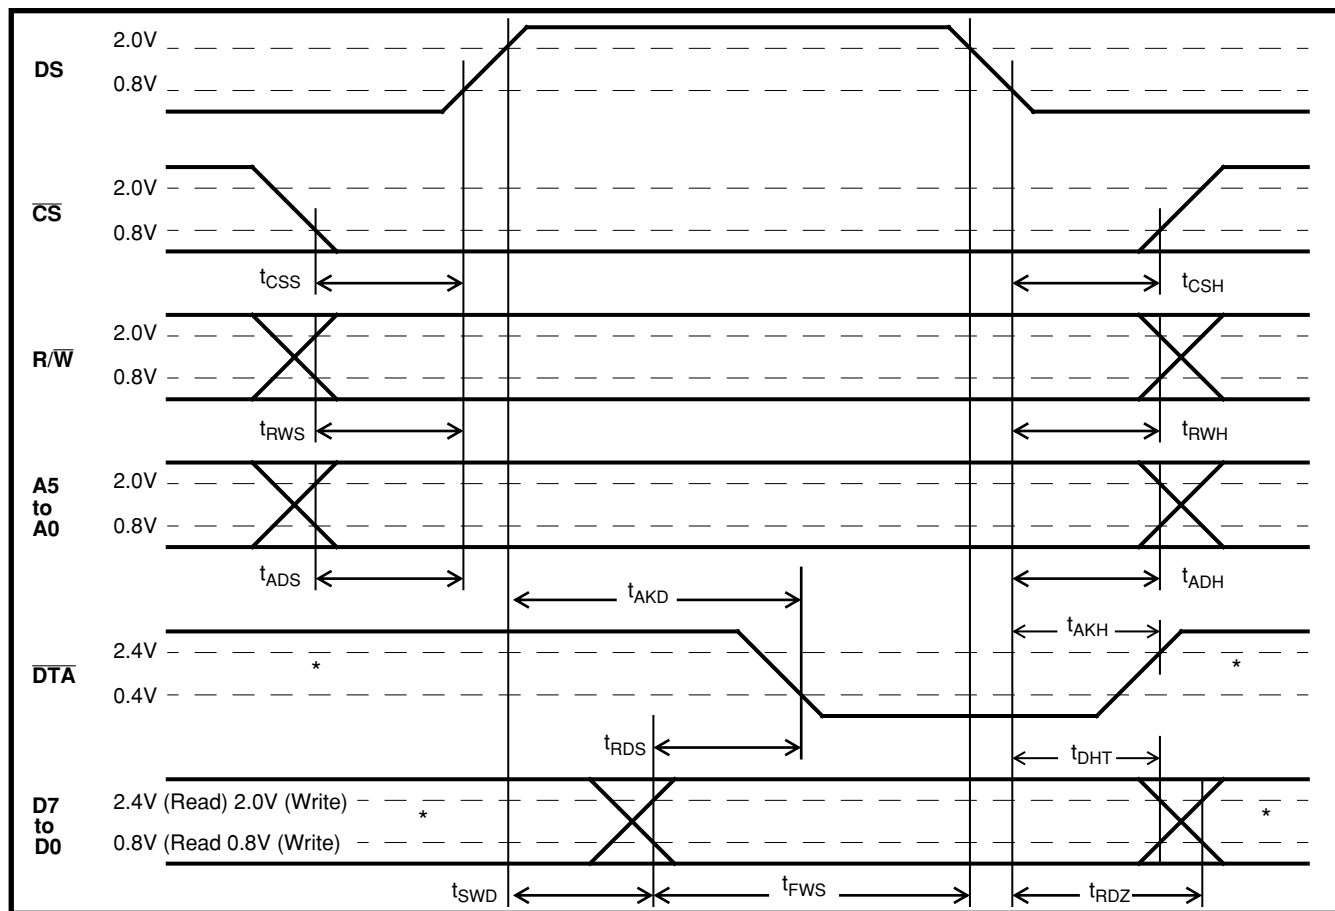 2.0V
DS
0.8V
2.0V
C̅S̅
0.8V
tCSS
tCSH
2.0V
R/W̅
0.8V
tRWS
tRWH
A5
to
A0
2.0V
0.8V
tADS
tADH
tAKD
tAKH
2.4V
*
*
D̅T̅A̅
0.4V
tRDS
tDHT
D7
to
D0
2.4V (Read) 2.0V (Write)
*
*
0.8V (Read 0.8V (Write)
tSWD
tFWS
tRDZ